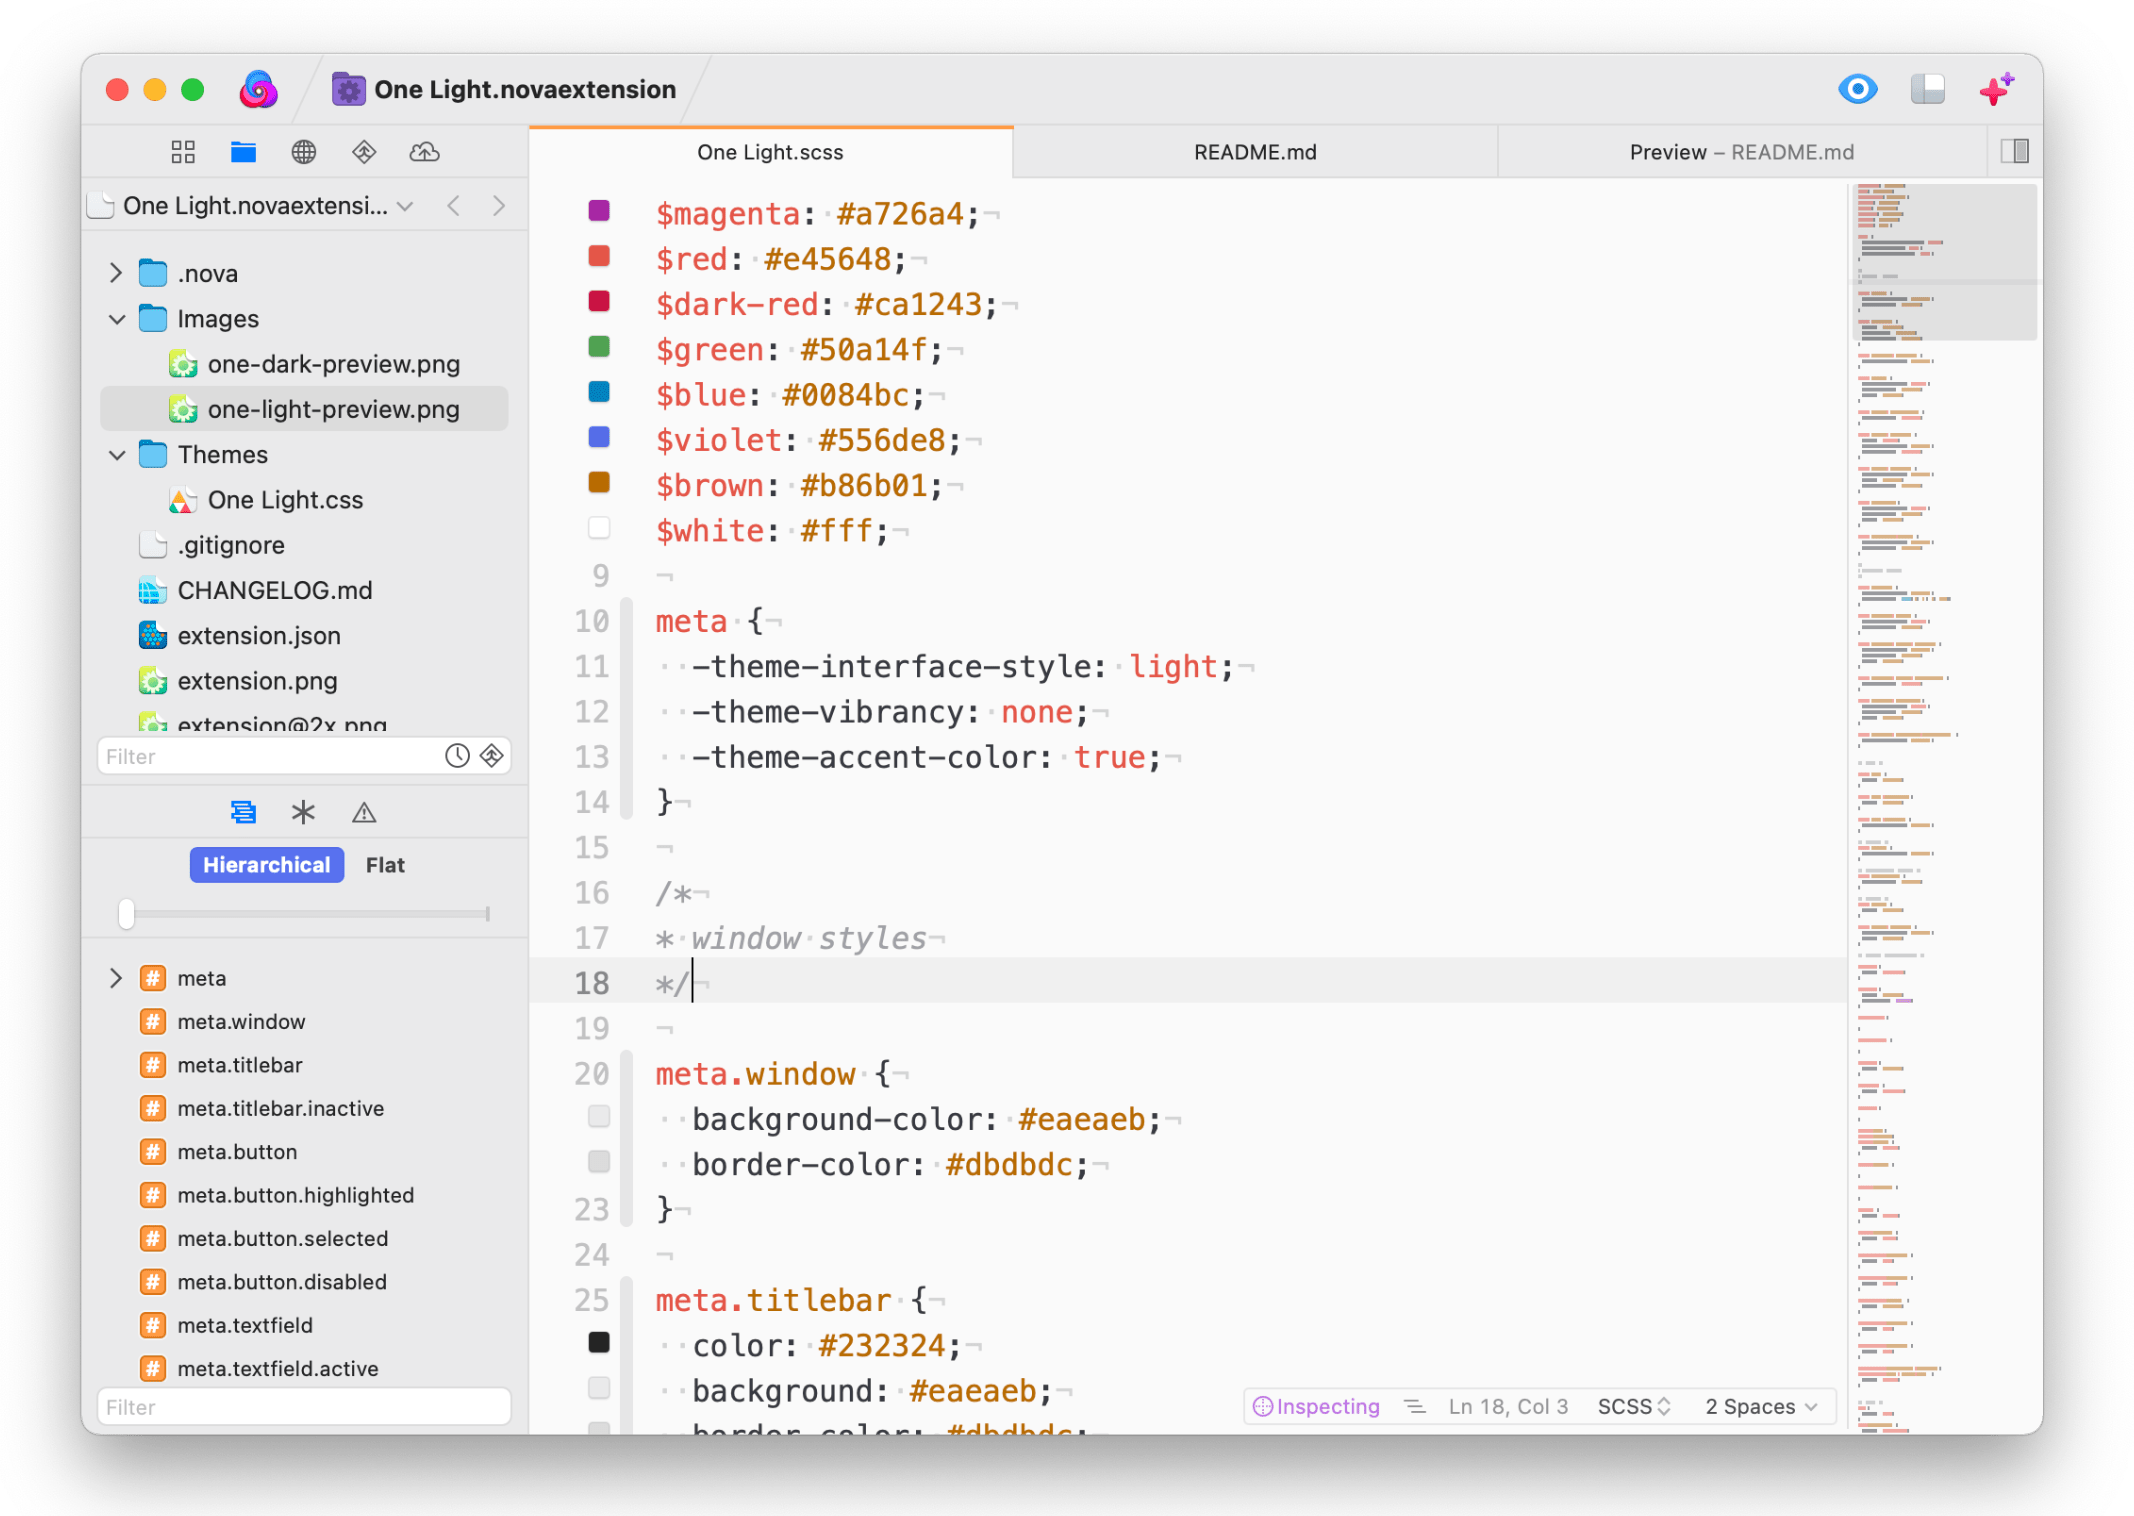 One Light.novaextension
One Light.novaextensi...
.nova
Images
one-dark-preview.png
one-light-preview.png
Themes
One Light.css
.gitignore
CHANGELOG.md
extension.json
extension.png
extension@2x.png
Filter
Hierarchical Flat
# meta
# meta.window
# meta.titlebar
# meta.titlebar.inactive
# meta.button
# meta.button.highlighted
# meta.button.selected
# meta.button.disabled
# meta.textfield
# meta.textfield.active
Filter
One Light.scss README.md Preview – README.md
$magenta:·#a726a4;¬
$red:·#e45648;¬
$dark-red:·#ca1243;¬
$green:·#50a14f;¬
$blue:·#0084bc;¬
$violet:·#556de8;¬
$brown:·#b86b01;¬
$white:·#fff;¬
9 ¬
10 meta·{¬
11 ··-theme-interface-style:·light;¬
12 ··-theme-vibrancy:·none;¬
13 ··-theme-accent-color:·true;¬
14 }¬
15 ¬
16 /*¬
17 *·window·styles¬
18 */¬
19 ¬
20 meta.window·{¬
··background-color:·#eaeaeb;¬
··border-color:·#dbdbdc;¬
23 }¬
24 ¬
25 meta.titlebar·{¬
··color:·#232324;¬
··background:·#eaeaeb;¬
··border-color:·#dbdbdc;¬
Inspecting Ln 18, Col 3 SCSS 2 Spaces